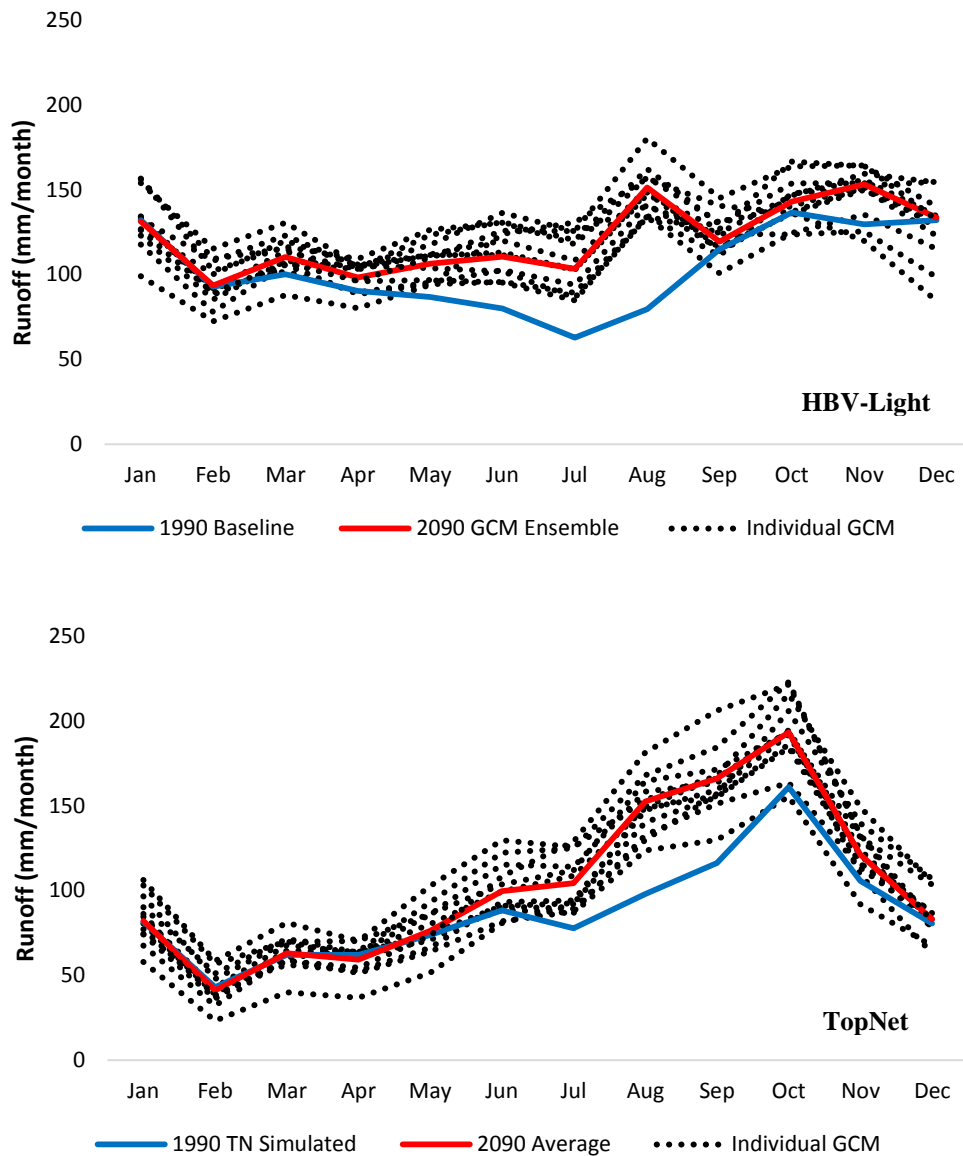 250
200
150
100
50
0
Runoff (mm/month)
HBV-Light
Jan Feb Mar Apr May Jun Jul Aug Sep Oct Nov Dec
1990 Baseline 2090 GCM Ensemble Individual GCM
250
200
150
100
50
0
Runoff (mm/month)
TopNet
Jan Feb Mar Apr May Jun Jul Aug Sep Oct Nov Dec
1990 TN Simulated 2090 Average Individual GCM